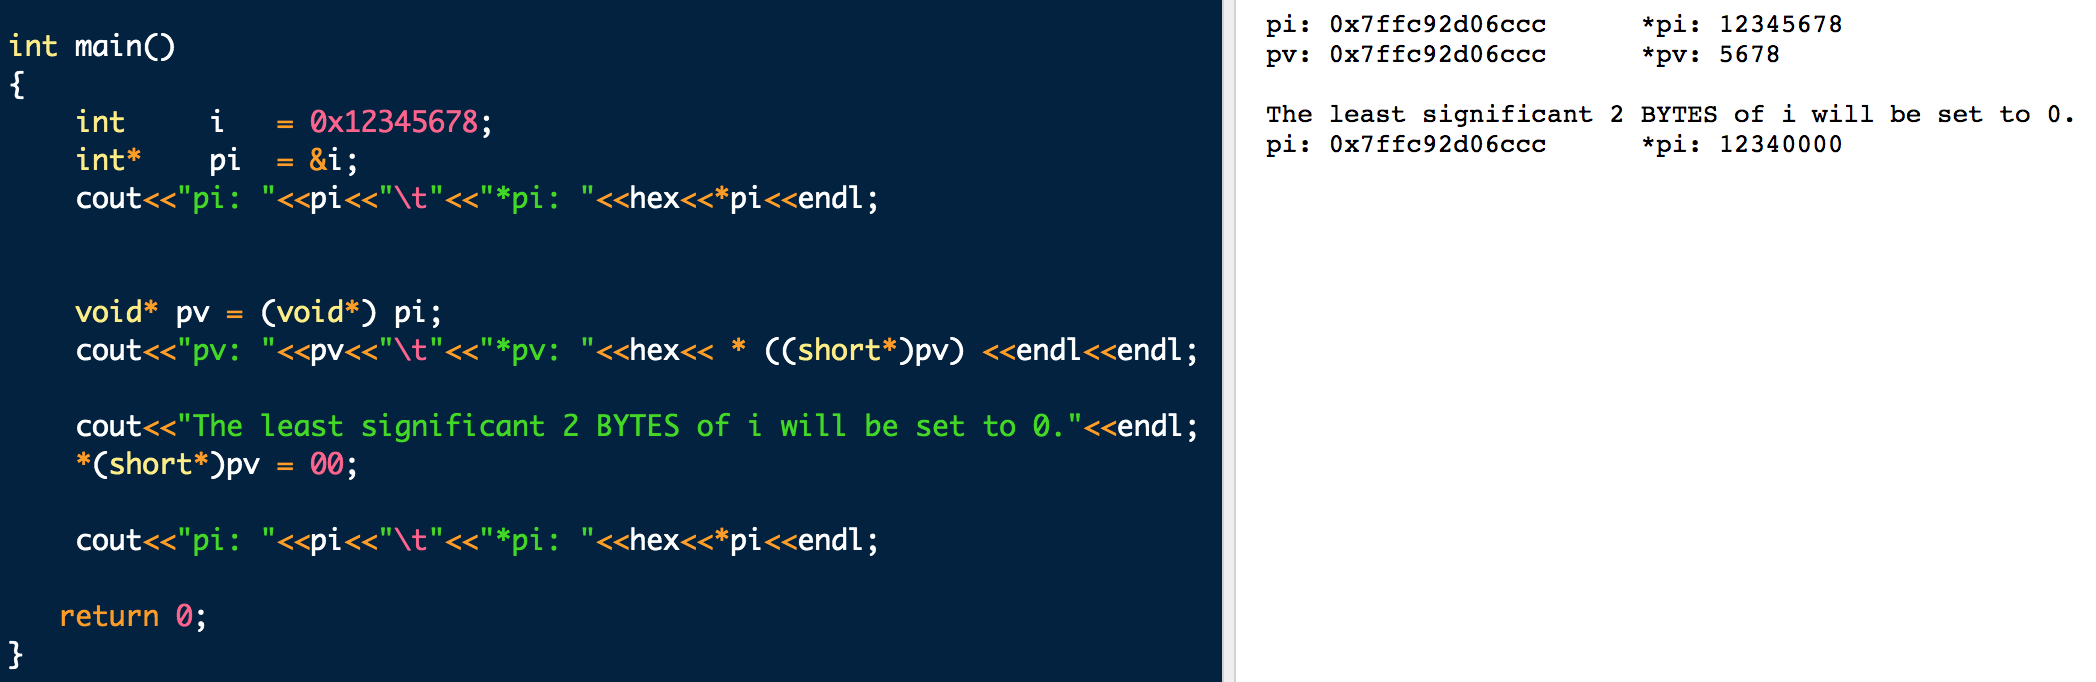 int main()
{
    int     i   = 0x12345678;
    int*    pi  = &i;
    cout<<"pi: "<<pi<<"\t"<<"*pi: "<<hex<<*pi<<endl;
    void* pv = (void*) pi;
    cout<<"pv: "<<pv<<"\t"<<"*pv: "<<hex<< * ((short*)pv) <<endl<<endl;
    cout<<"The least significant 2 BYTES of i will be set to 0."<<endl;
    *(short*)pv = 00;
    cout<<"pi: "<<pi<<"\t"<<"*pi: "<<hex<<*pi<<endl;
   return 0;
}
pi: 0x7ffc92d06ccc      *pi: 12345678
pv: 0x7ffc92d06ccc      *pv: 5678
The least significant 2 BYTES of i will be set to 0.
pi: 0x7ffc92d06ccc      *pi: 12340000